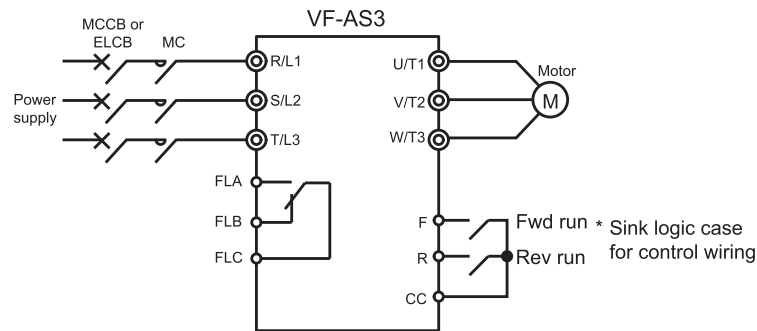 VF-AS3
MCCB or
ELCB
MC
R/L1
S/L2
T/L3
Power
supply
U/T1
V/T2
W/T3
Motor
M
FLA
FLB
FLC
F
R
CC
Fwd run
Rev run
* Sink logic case
for control wiring